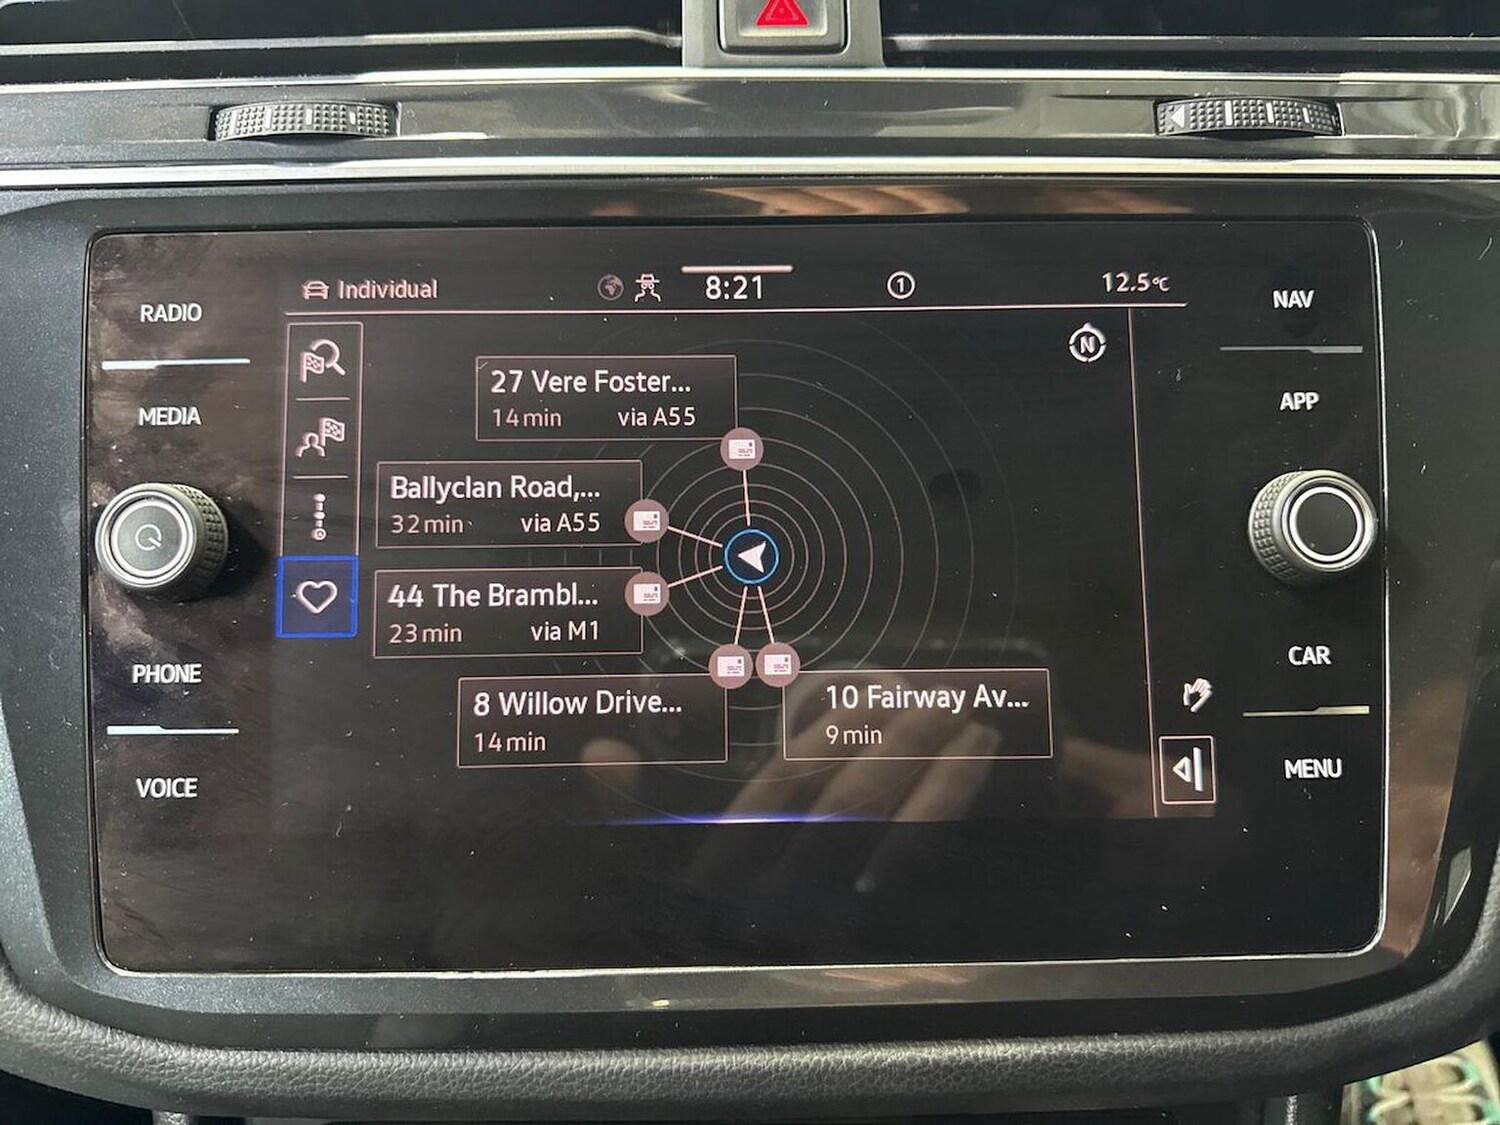 RADIO
MEDIA
PHONE
VOICE
Individual
8:21
1
12.5°C
N
27 Vere Foster...
14 min via A55
Ballyclan Road,...
32 min via A55
44 The Brambl...
23 min via M1
8 Willow Drive...
14 min
10 Fairway Av...
9 min
NAV
APP
CAR
MENU